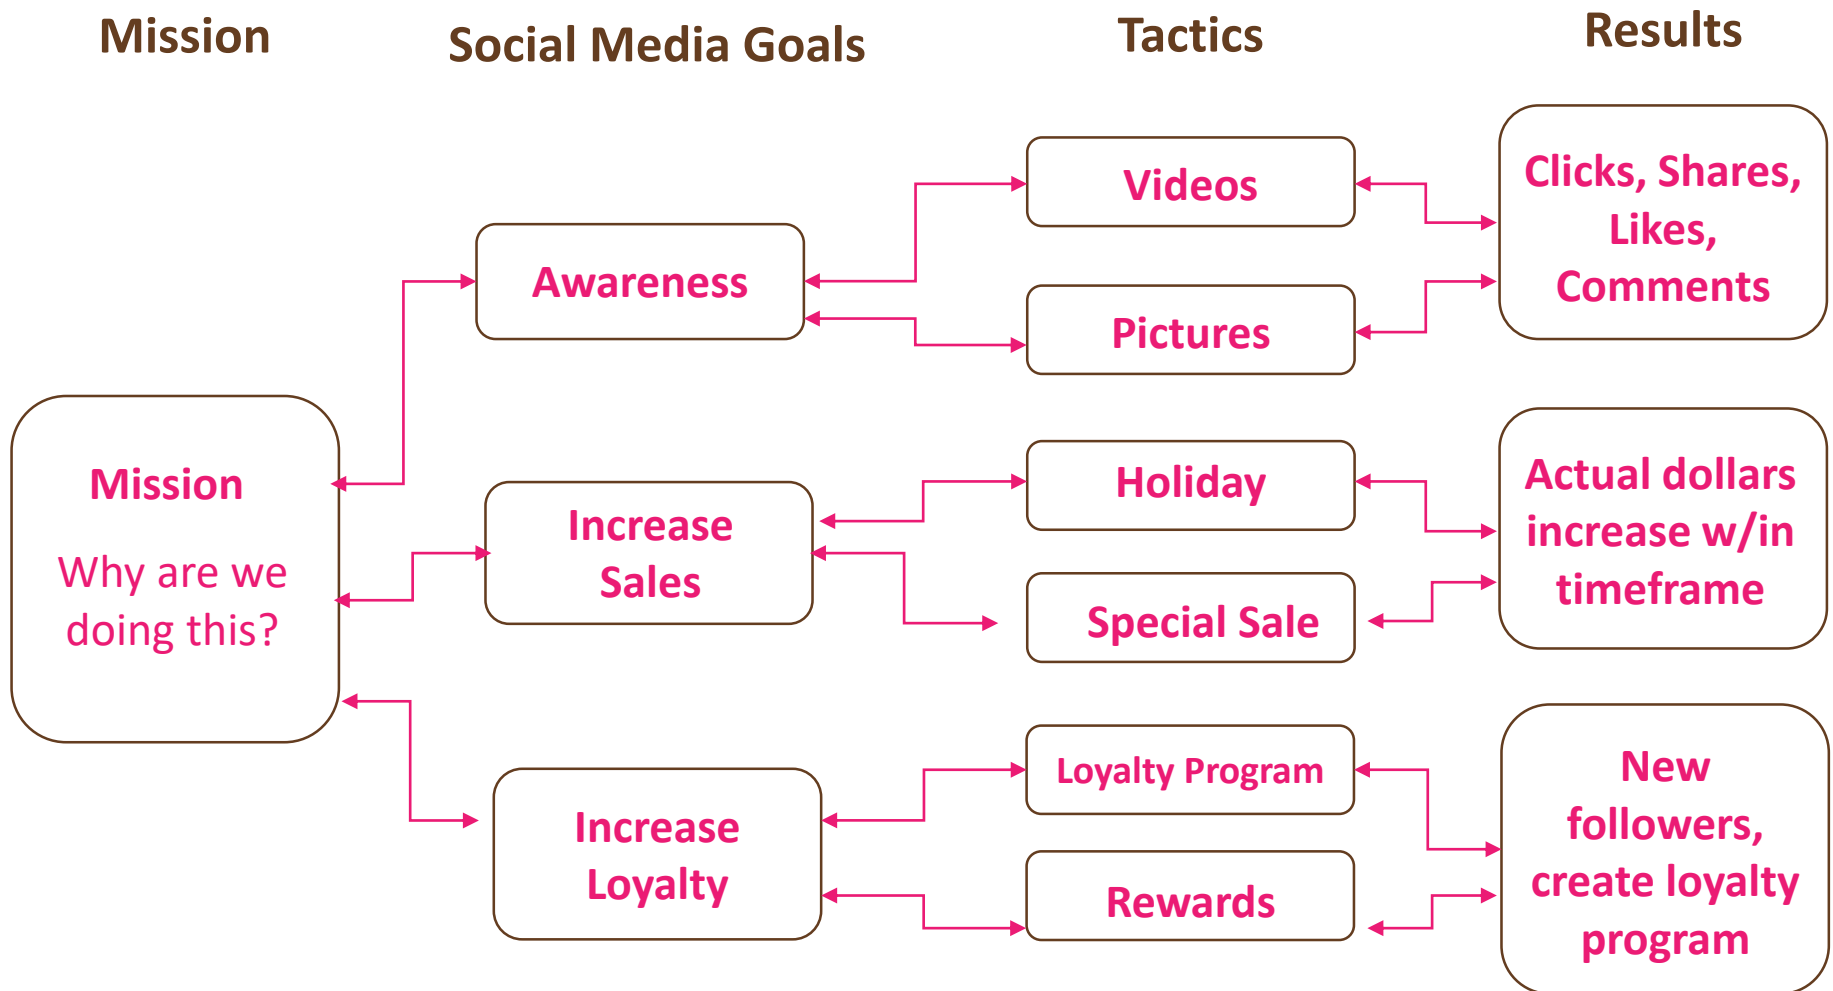 Mission
Social Media Goals
Tactics
Results
Mission
Why are we
doing this?
Awareness
Increase
Sales
Increase
Loyalty
Videos
Pictures
Holiday
Special Sale
Loyalty Program
Rewards
Clicks, Shares,
Likes,
Comments
Actual dollars
increase w/in
timeframe
New
followers,
create loyalty
program